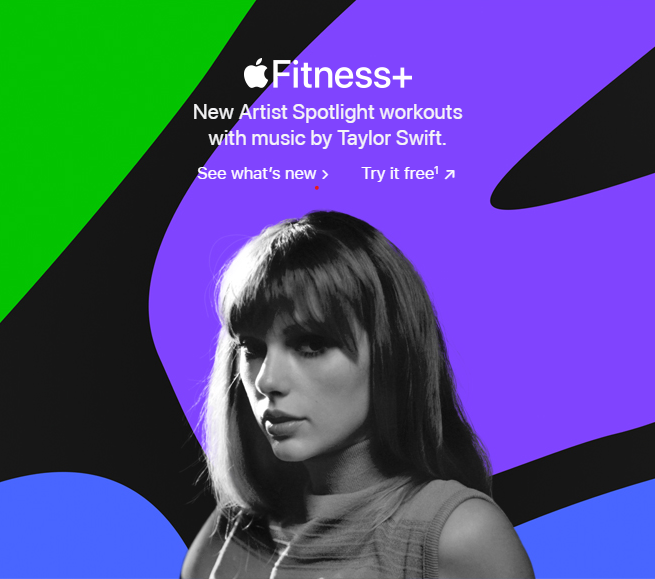 Fitness+
New Artist Spotlight workouts
with music by Taylor Swift.
See what's new > Try it free¹ ↗